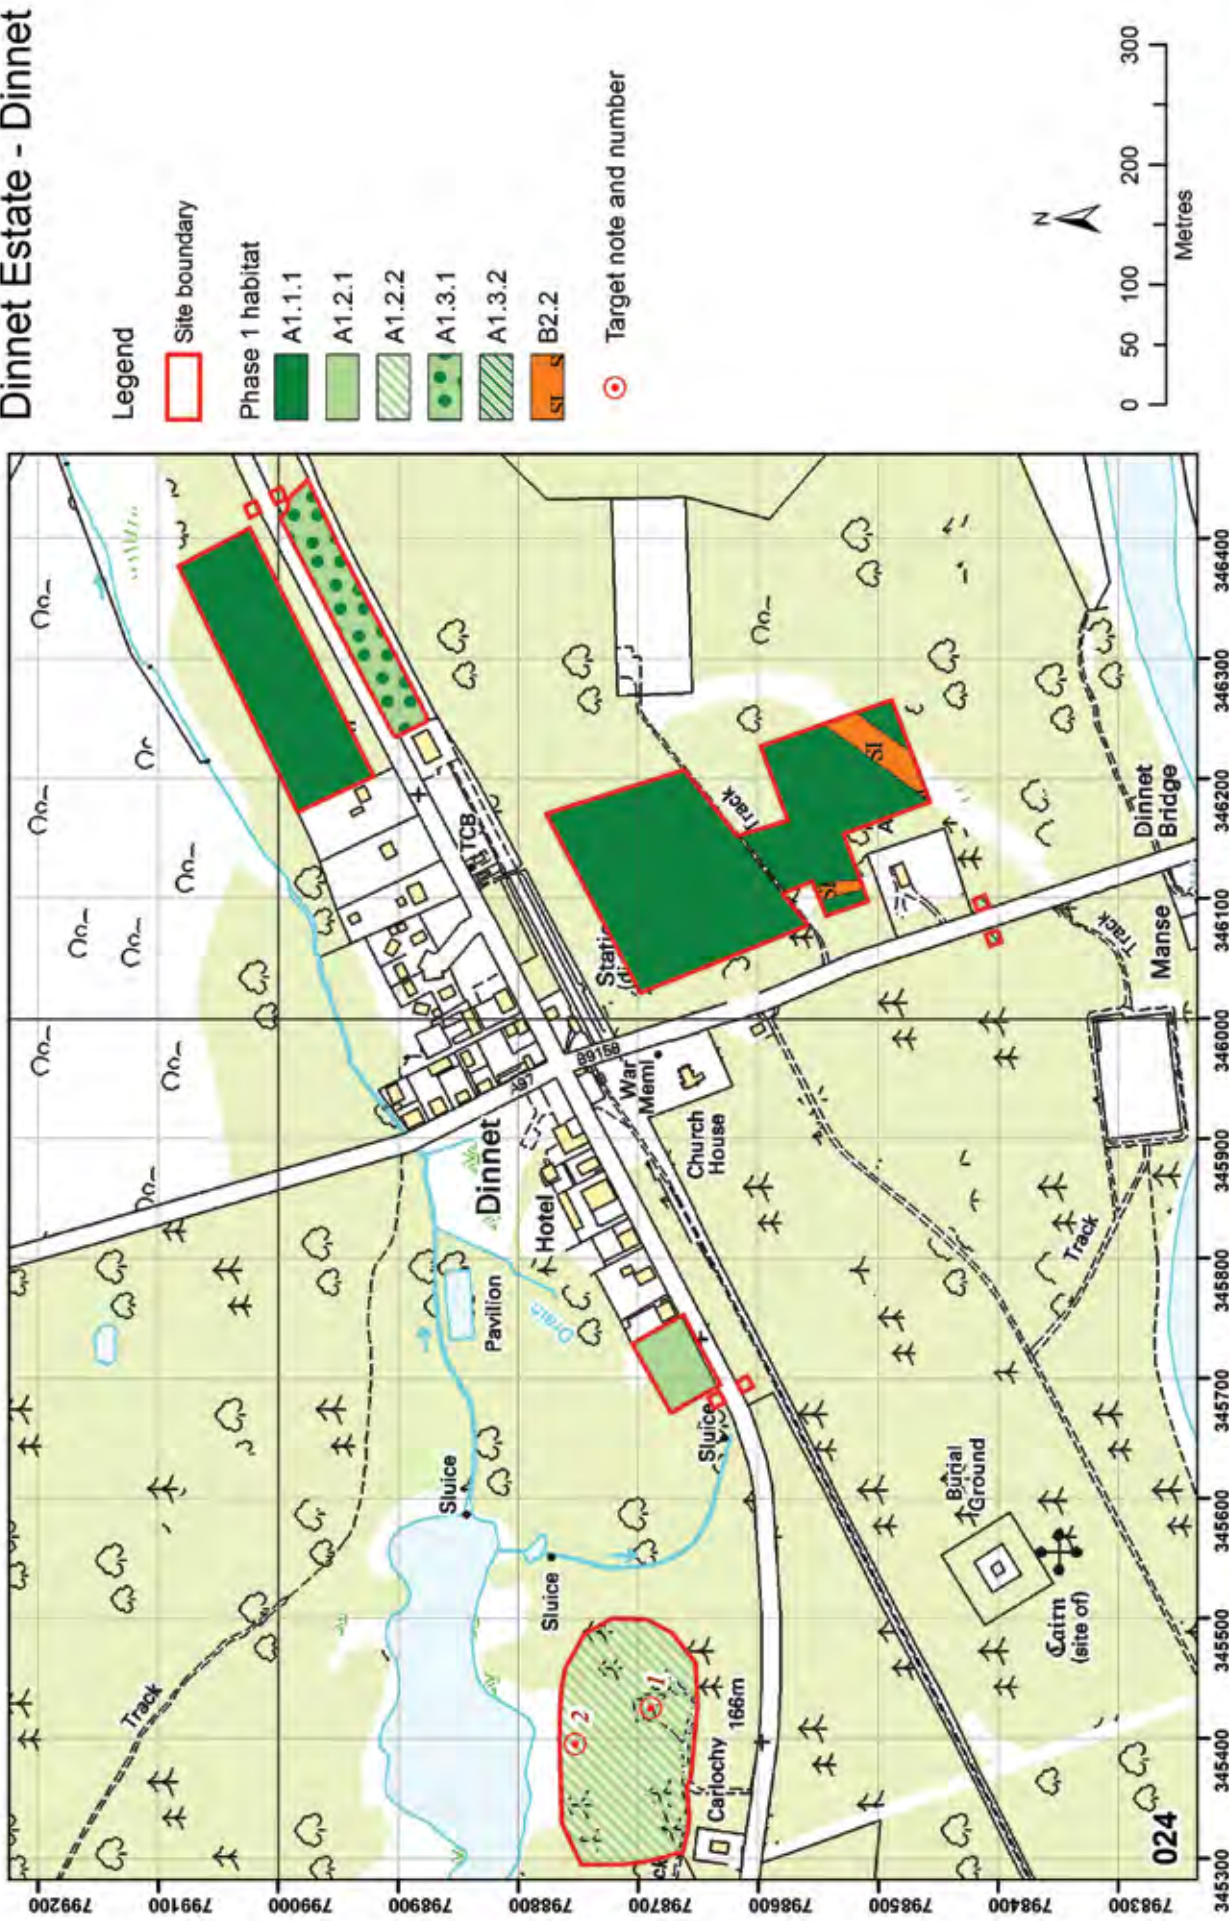 Dinnet Estate - Dinnet
Legend
Site boundary
Phase 1 habitat
A1.1.1
A1.2.1
A1.2.2
A1.3.1
A1.3.2
SI
B2.2
Target note and number
N
0
50
100
200
300
Metres
799200
799100
799000
798900
798800
798700
798600
798500
798400
798300
345300
345400
345500
345600
345700
345800
345900
346000
346100
346200
346300
346400
Track
Sluice
Sluice
Sluice
Pavilion
Drain
Dinnet
Hotel
A97
B9158
TCB
War
Meml
Church
House
Track
SI
SI
Track
Manse
Dinnet
Bridge
Track
Burial
Ground
Cairn
(site of)
Carlochy
166m
1
2
024